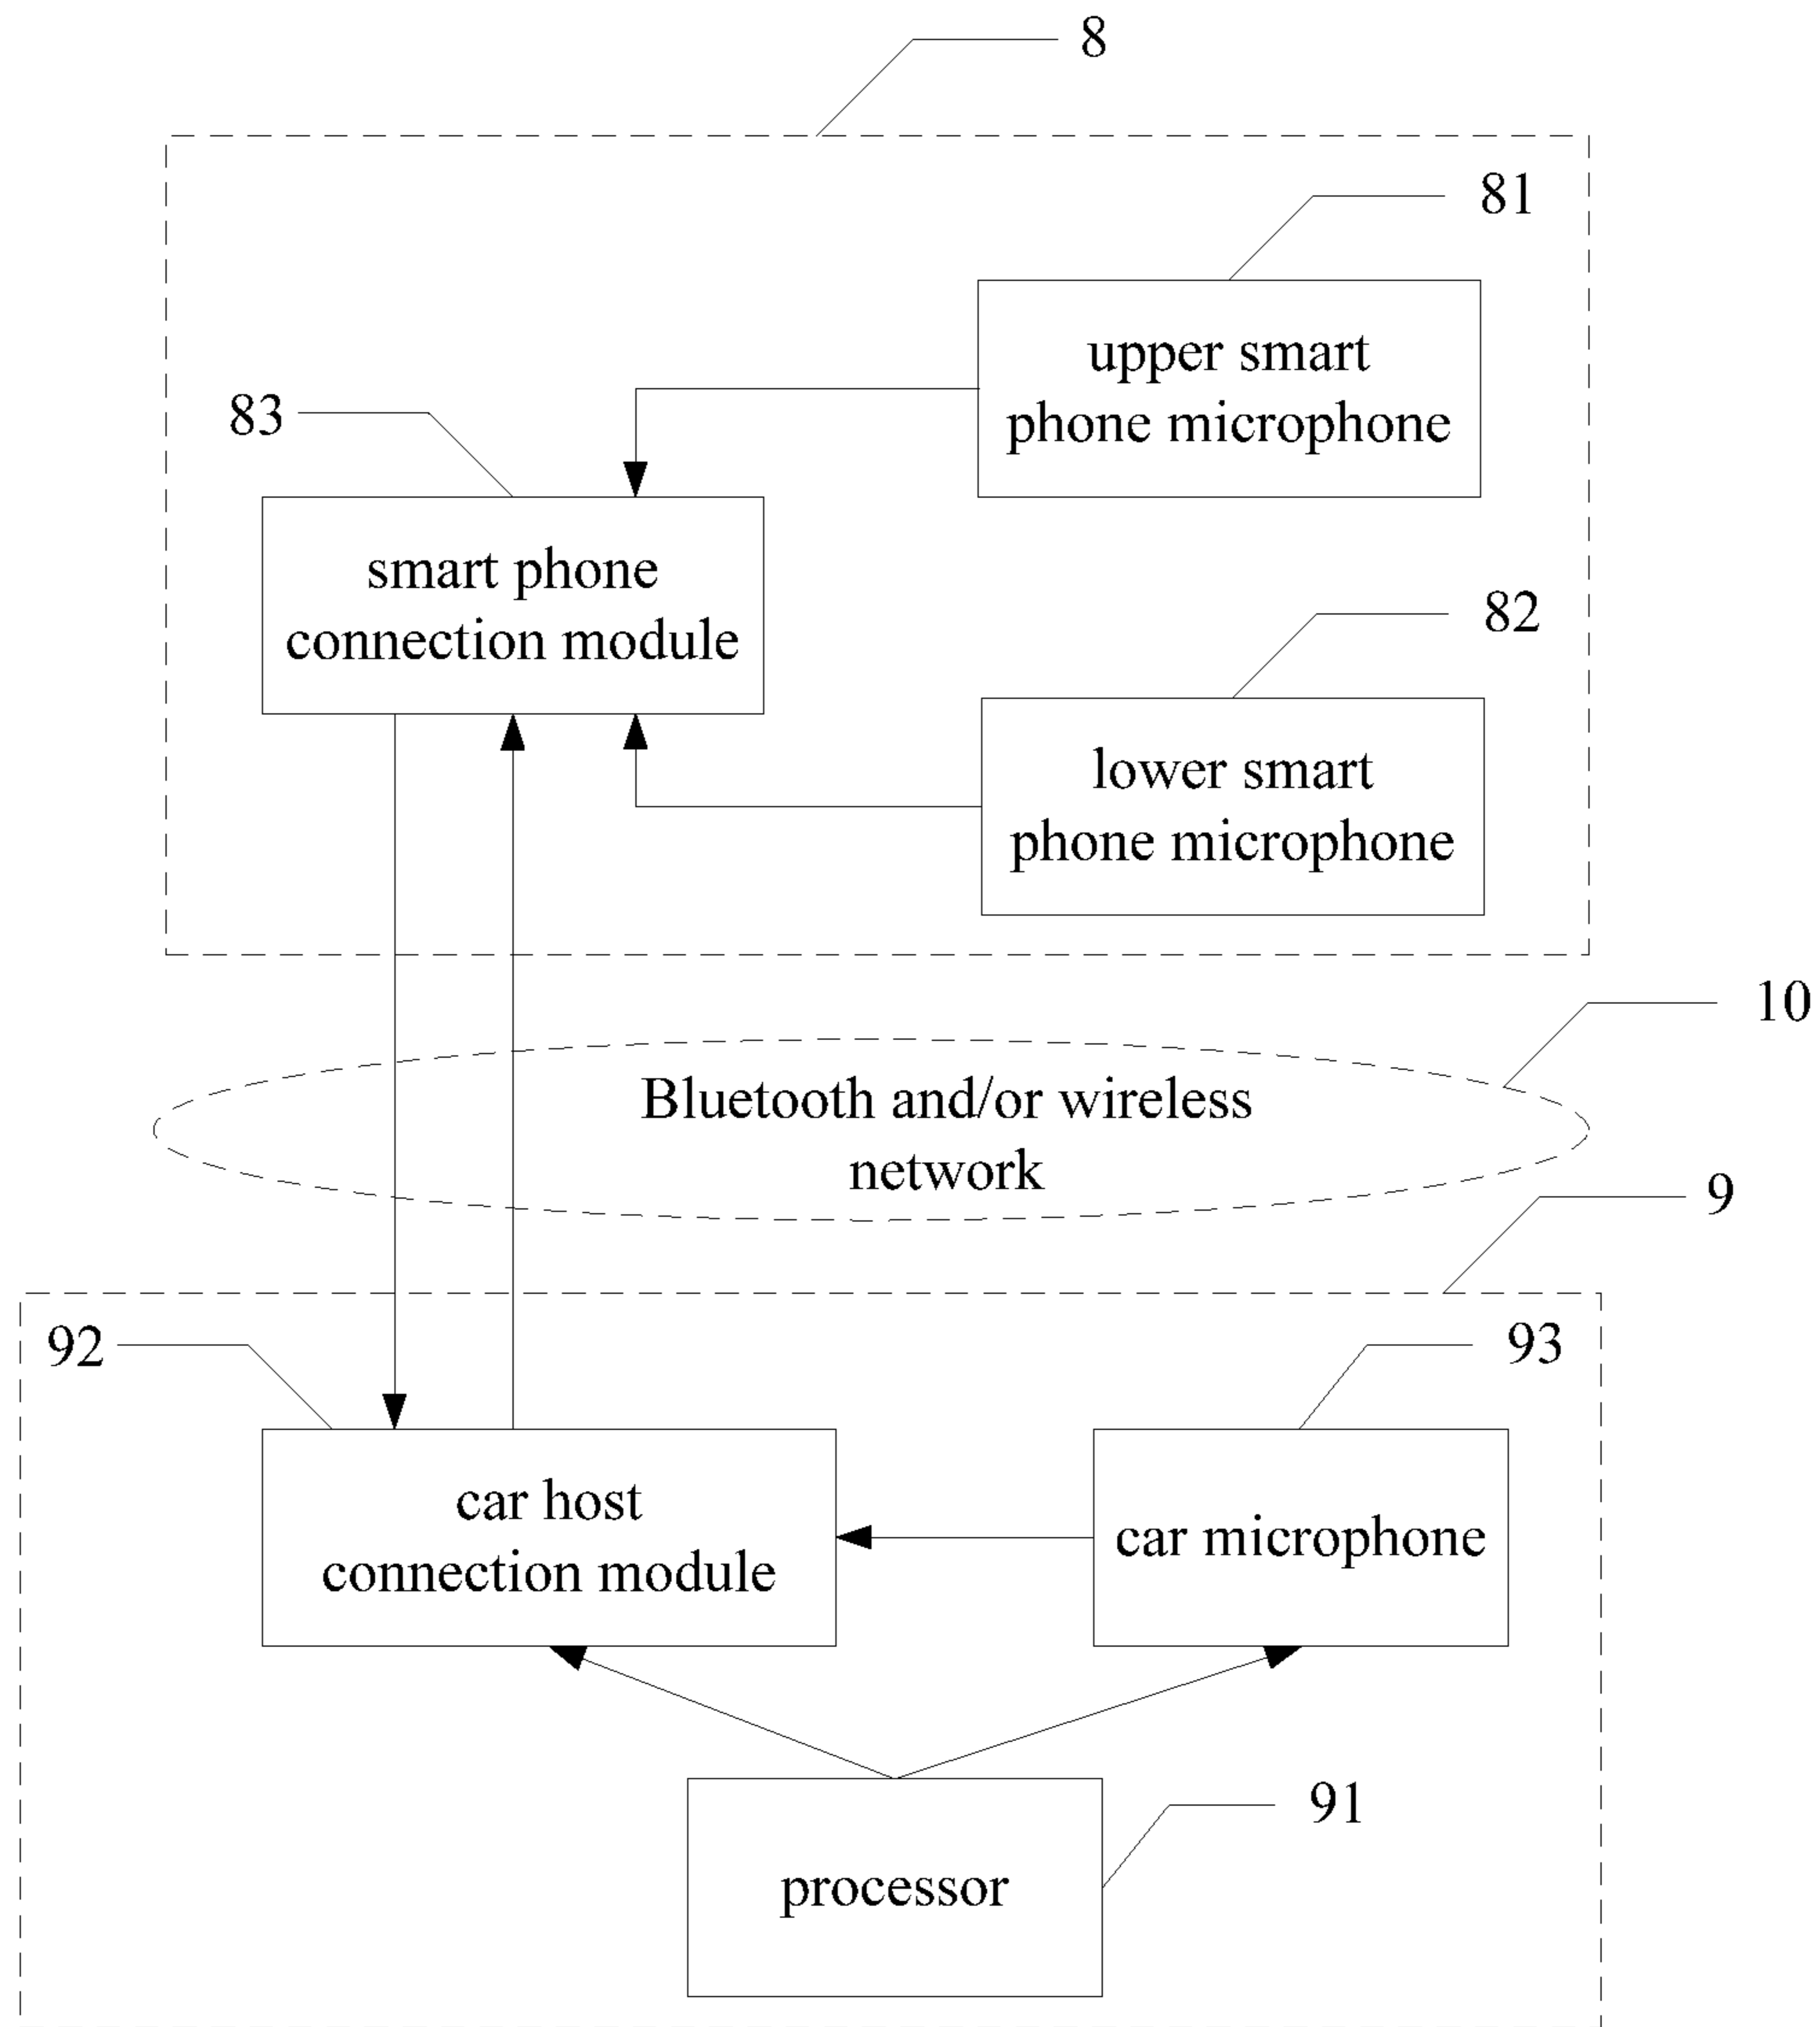 8
81
upper smart
phone microphone
83
smart phone
connection module
82
lower smart
phone microphone
10
Bluetooth and/or wireless
network
9
92
93
car host
connection module
car microphone
91
processor